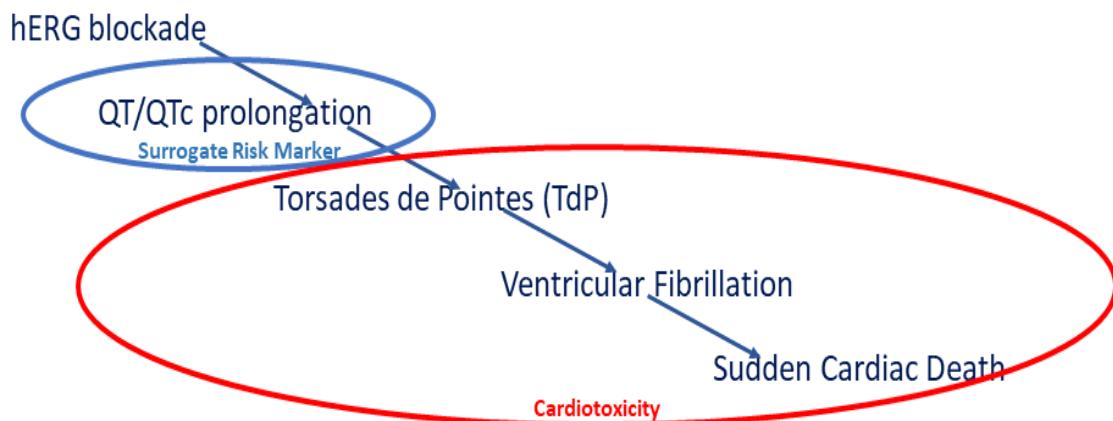 hERG blockade
QT/QTc prolongation
Surrogate Risk Marker
Torsades de Pointes (TdP)
Ventricular Fibrillation
Sudden Cardiac Death
Cardiotoxicity